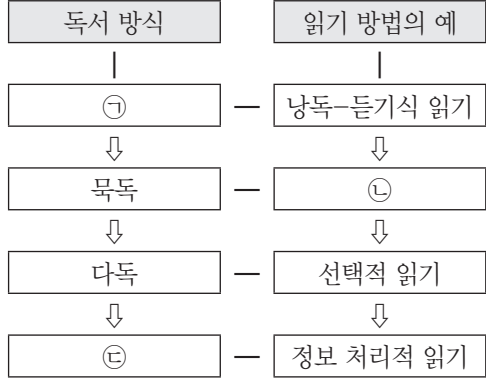 독서 방식 읽기 방법의 예
㉠ 낭독-듣기식 읽기
묵독 ㉡
다독 선택적 읽기
㉢ 정보 처리적 읽기